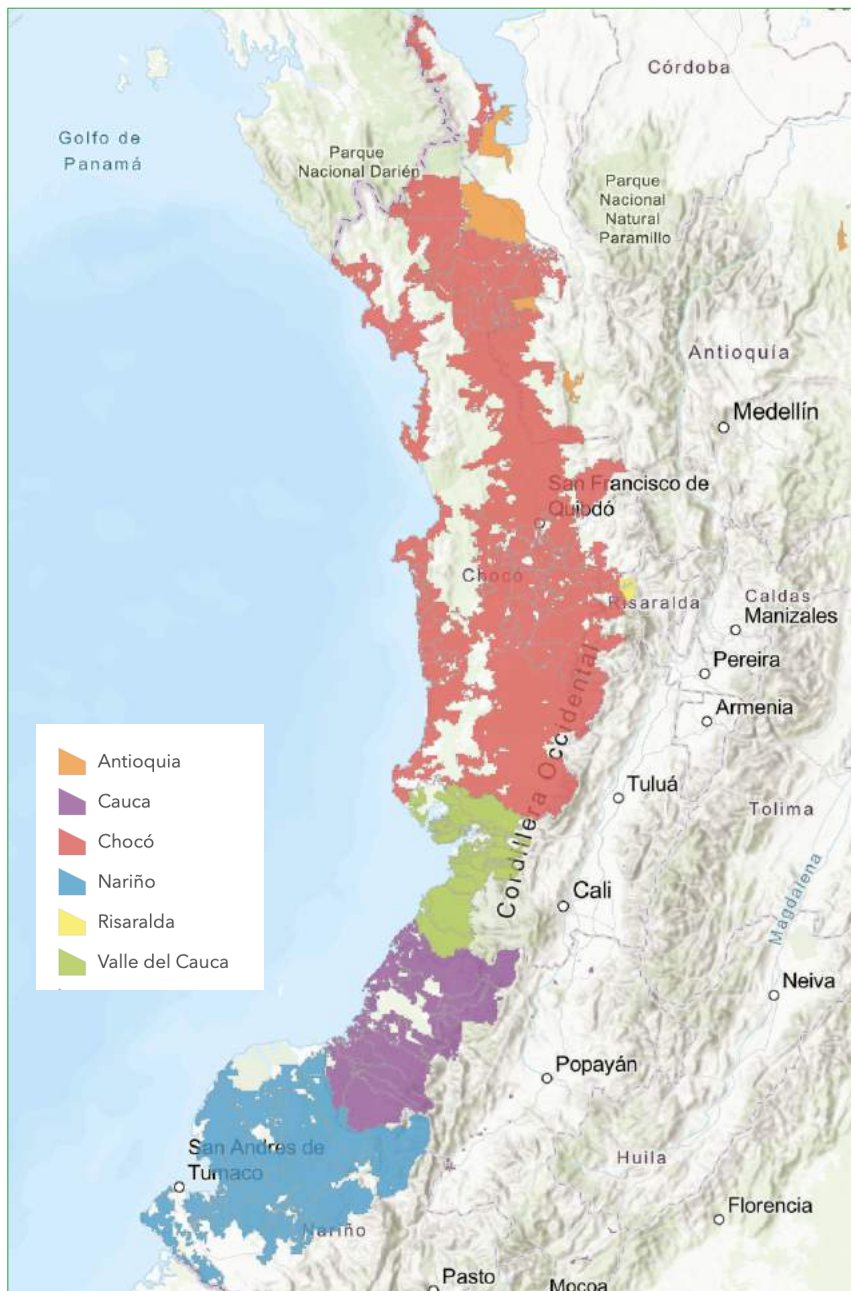 Córdoba
Golfo de
Panamá
Parque
Nacional Darién
Parque
Nacional
Natural
Paramillo
Antioquía
Medellín
San Francisco de
Quibdó
Chocó
Risaralda
Caldas
Manizales
Pereira
Armenia
Cordillera Occidental
Tuluá
Tolima
Magdalena
Cali
Neiva
Popayán
Huila
San Andres de
Tumaco
Nariño
Florencia
Pasto
Mocoa
Antioquia
Cauca
Chocó
Nariño
Risaralda
Valle del Cauca